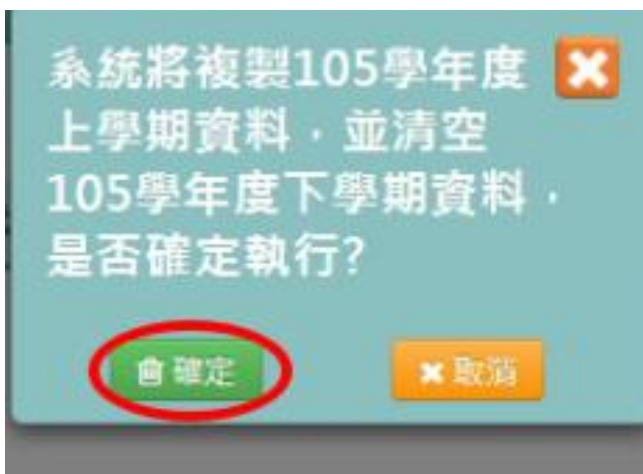 系統將複製105學年度
上學期資料，並清空
105學年度下學期資料，
是否確定執行?
確定
取消